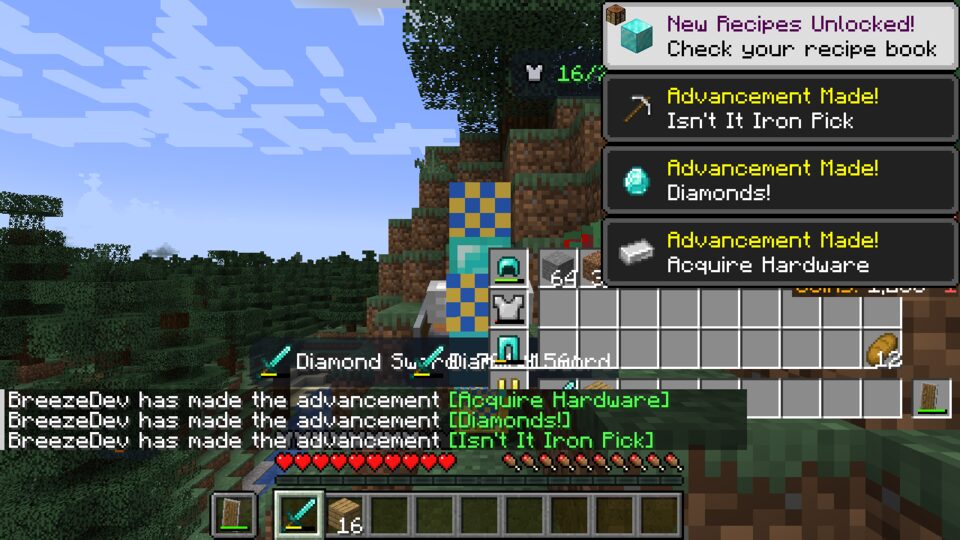 New Recipes Unlocked!
Check your recipe book
16/
Advancement Made!
Isn't It Iron Pick
Advancement Made!
Diamonds!
Advancement Made!
Acquire Hardware
64
12
Diamond Sword
BreezeDev has made the advancement [Acquire Hardware]
BreezeDev has made the advancement [Diamonds!]
BreezeDev has made the advancement [Isn't It Iron Pick]
16